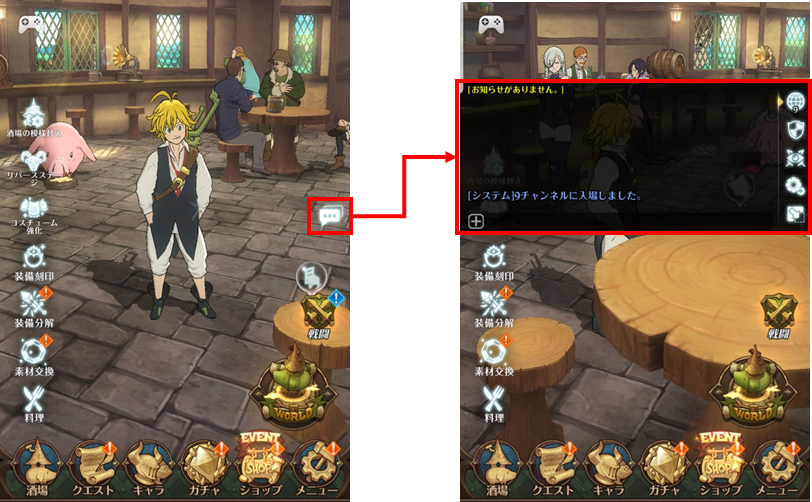 酒場の模様替え
リバースステー
ジ
コスチューム
強化
装備刻印
装備分解
素材交換
料理
戦闘
WORLD
EVENT
SHOP
酒場
クエスト
キャラ
ガチャ
ショップ
メニュー
[お知らせがありません。]
9
酒場の模様替え
[システム]9チャンネルに入場しました。
装備刻印
装備分解
素材交換
料理
戦闘
WORLD
EVENT
SHOP
酒場
クエスト
キャラ
ガチャ
ショップ
メニュー